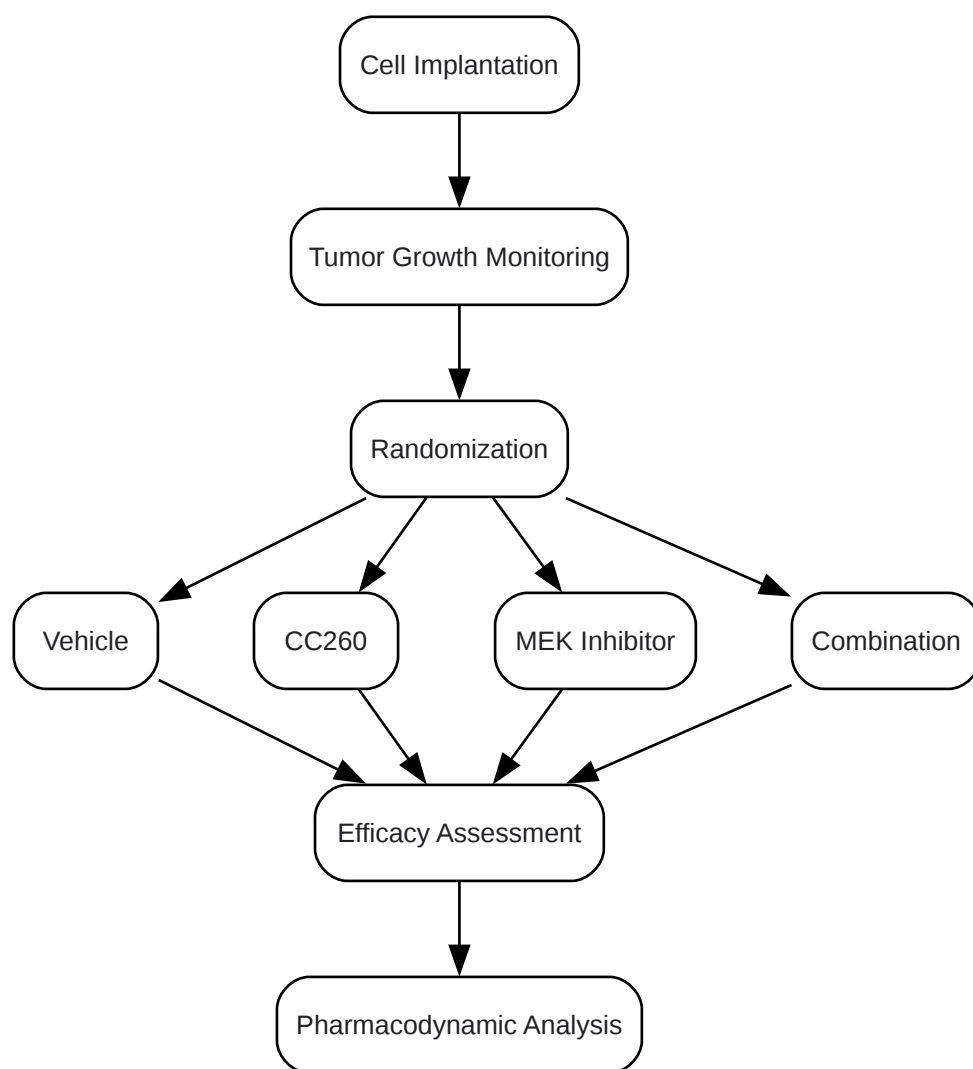 Cell Implantation
Tumor Growth Monitoring
Randomization
Vehicle
CC260
MEK Inhibitor
Combination
Efficacy Assessment
Pharmacodynamic Analysis